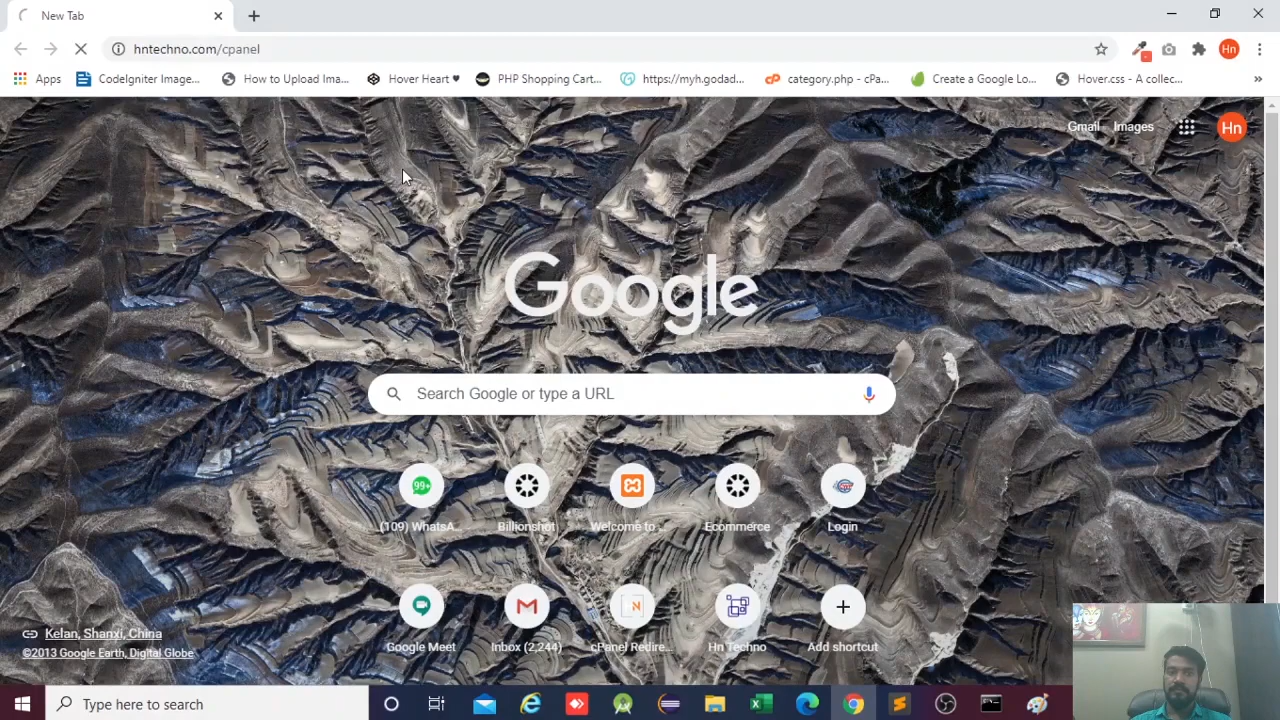 New Tab
hntechno.com/cpanel
Hn
Apps
CodeIgniter Image...
How to Upload Ima...
Hover Heart ♥
PHP Shopping Cart...
https://myh.godad...
category.php - cPa...
Create a Google Lo...
Hover.css - A collec...
»
Gmail
Images
Hn
Google
Search Google or type a URL
99+
(109) WhatsA...
Billionshot
Welcome to ...
Ecommerce
Login
Google Meet
Inbox (2,244)
N
cPanel Redire...
Hn Techno
Add shortcut
Kelan, Shanxi, China
©2013 Google Earth, Digital Globe
Type here to search